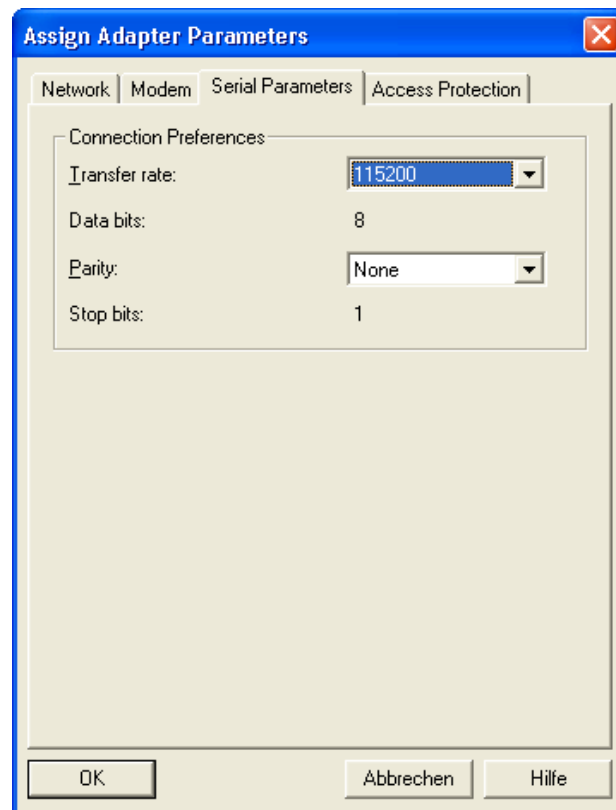 Assign Adapter Parameters
Network Modem Serial Parameters Access Protection
Connection Preferences
Transfer rate: 115200
Data bits: 8
Parity: None
Stop bits: 1
OK Abbrechen Hilfe